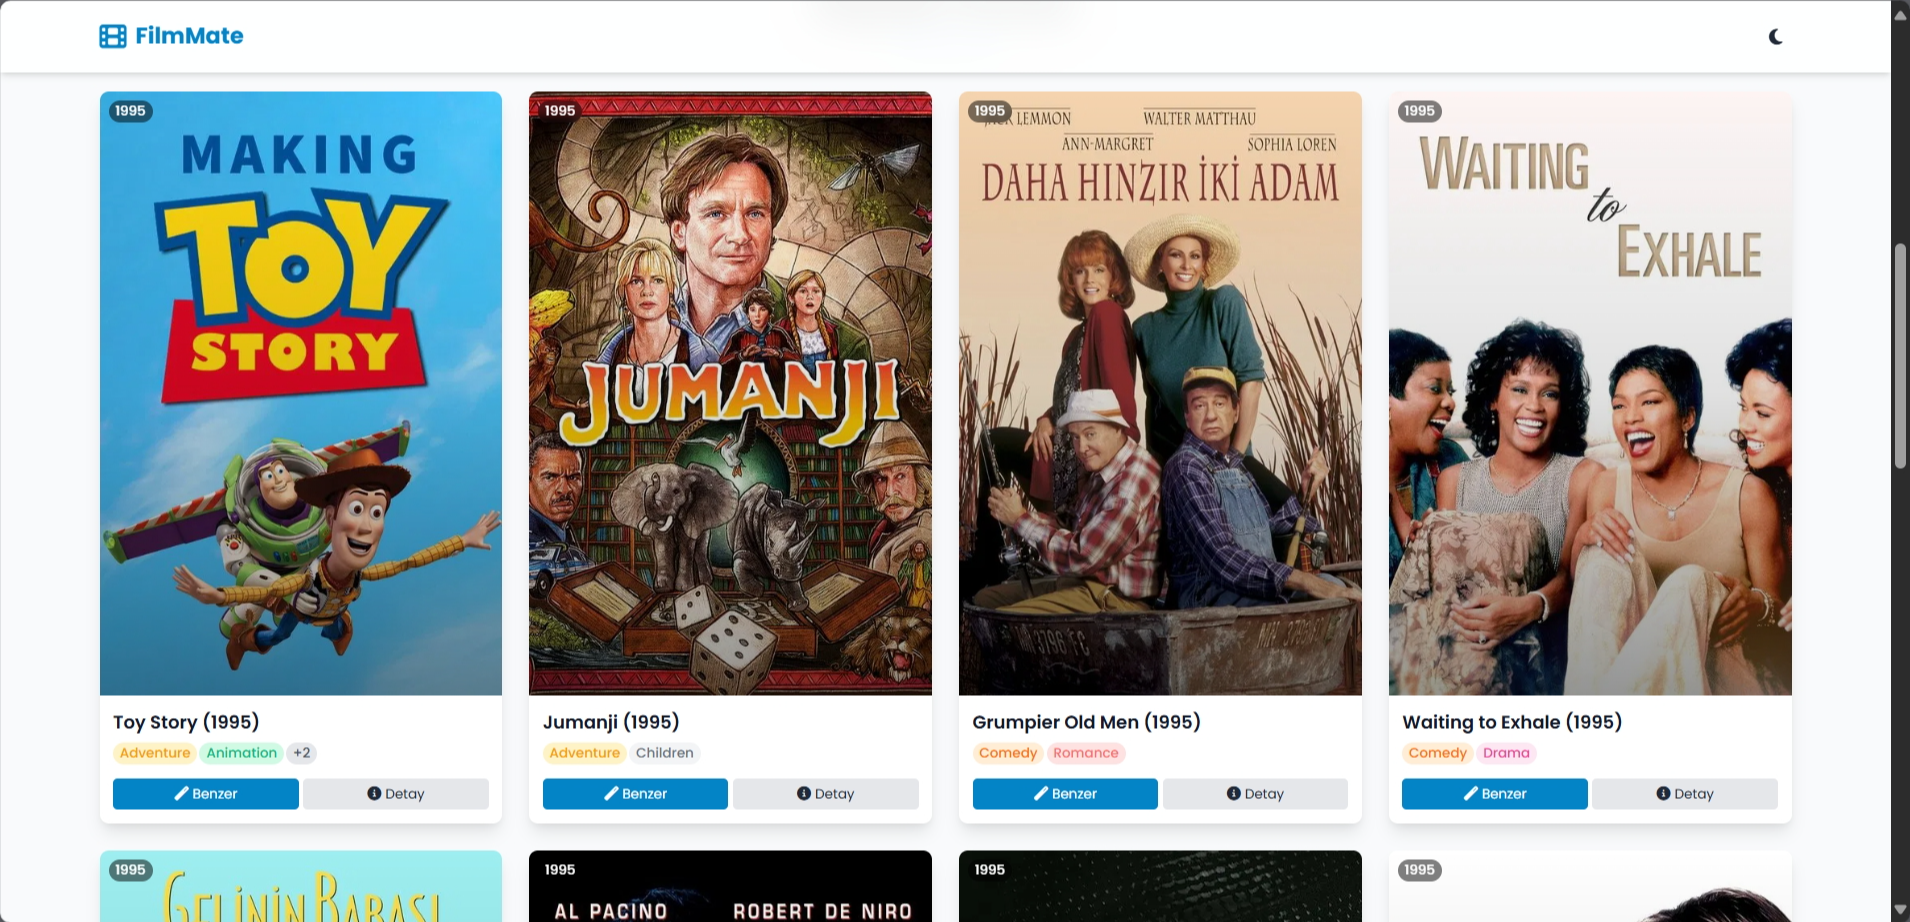 FilmMate
1995
MAKING
TOY
STORY
Toy Story (1995)
Adventure Animation +2
Benzer Detay
1995
JUMANJI
Jumanji (1995)
Adventure Children
Benzer Detay
1995
LEMMON WALTER MATTHAU
ANN-MARGRET SOPHIA LOREN
DAHA HINZIR İKİ ADAM
Grumpier Old Men (1995)
Comedy Romance
Benzer Detay
1995
WAITING
to
EXHALE
Waiting to Exhale (1995)
Comedy Drama
Benzer Detay
1995
GELİNİN BABASI
1995
AL PACINO ROBERT DE NIRO
1995
1995